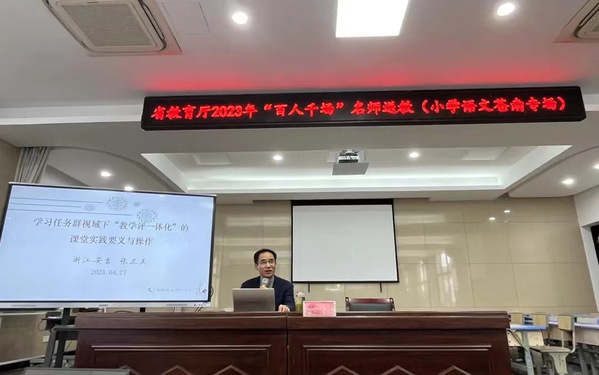 省教育厅2023年“百人千场”名师送教（小学语文苍南专场）
学习任务群视域下“教学评一体化”的
课堂实践要义与操作
浙江安吉 张卫其
2023.04.27